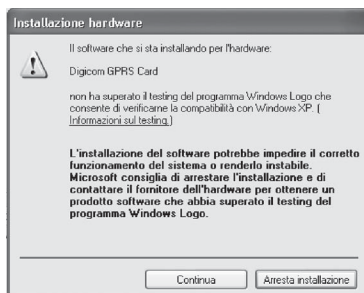 Installazione hardware
Il software che si sta installando per l'hardware:
Digicom GPRS Card
non ha superato il testing del programma Windows Logo che
consente di verificarne la compatibilità con Windows XP. (
Informazioni sul testing.)
L'installazione del software potrebbe impedire il corretto
funzionamento del sistema o renderlo instabile.
Microsoft consiglia di arrestare l'installazione e di
contattare il fornitore dell'hardware per ottenere un
prodotto software che abbia superato il testing del
programma Windows Logo.
Continua
Arresta installazione